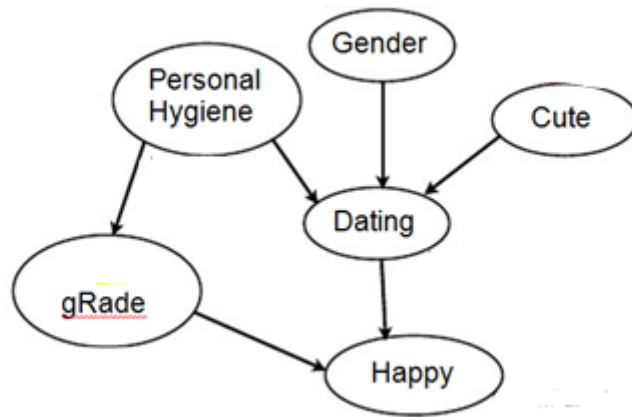 Gender
Personal
Hygiene
Cute
Dating
gRade
Happy